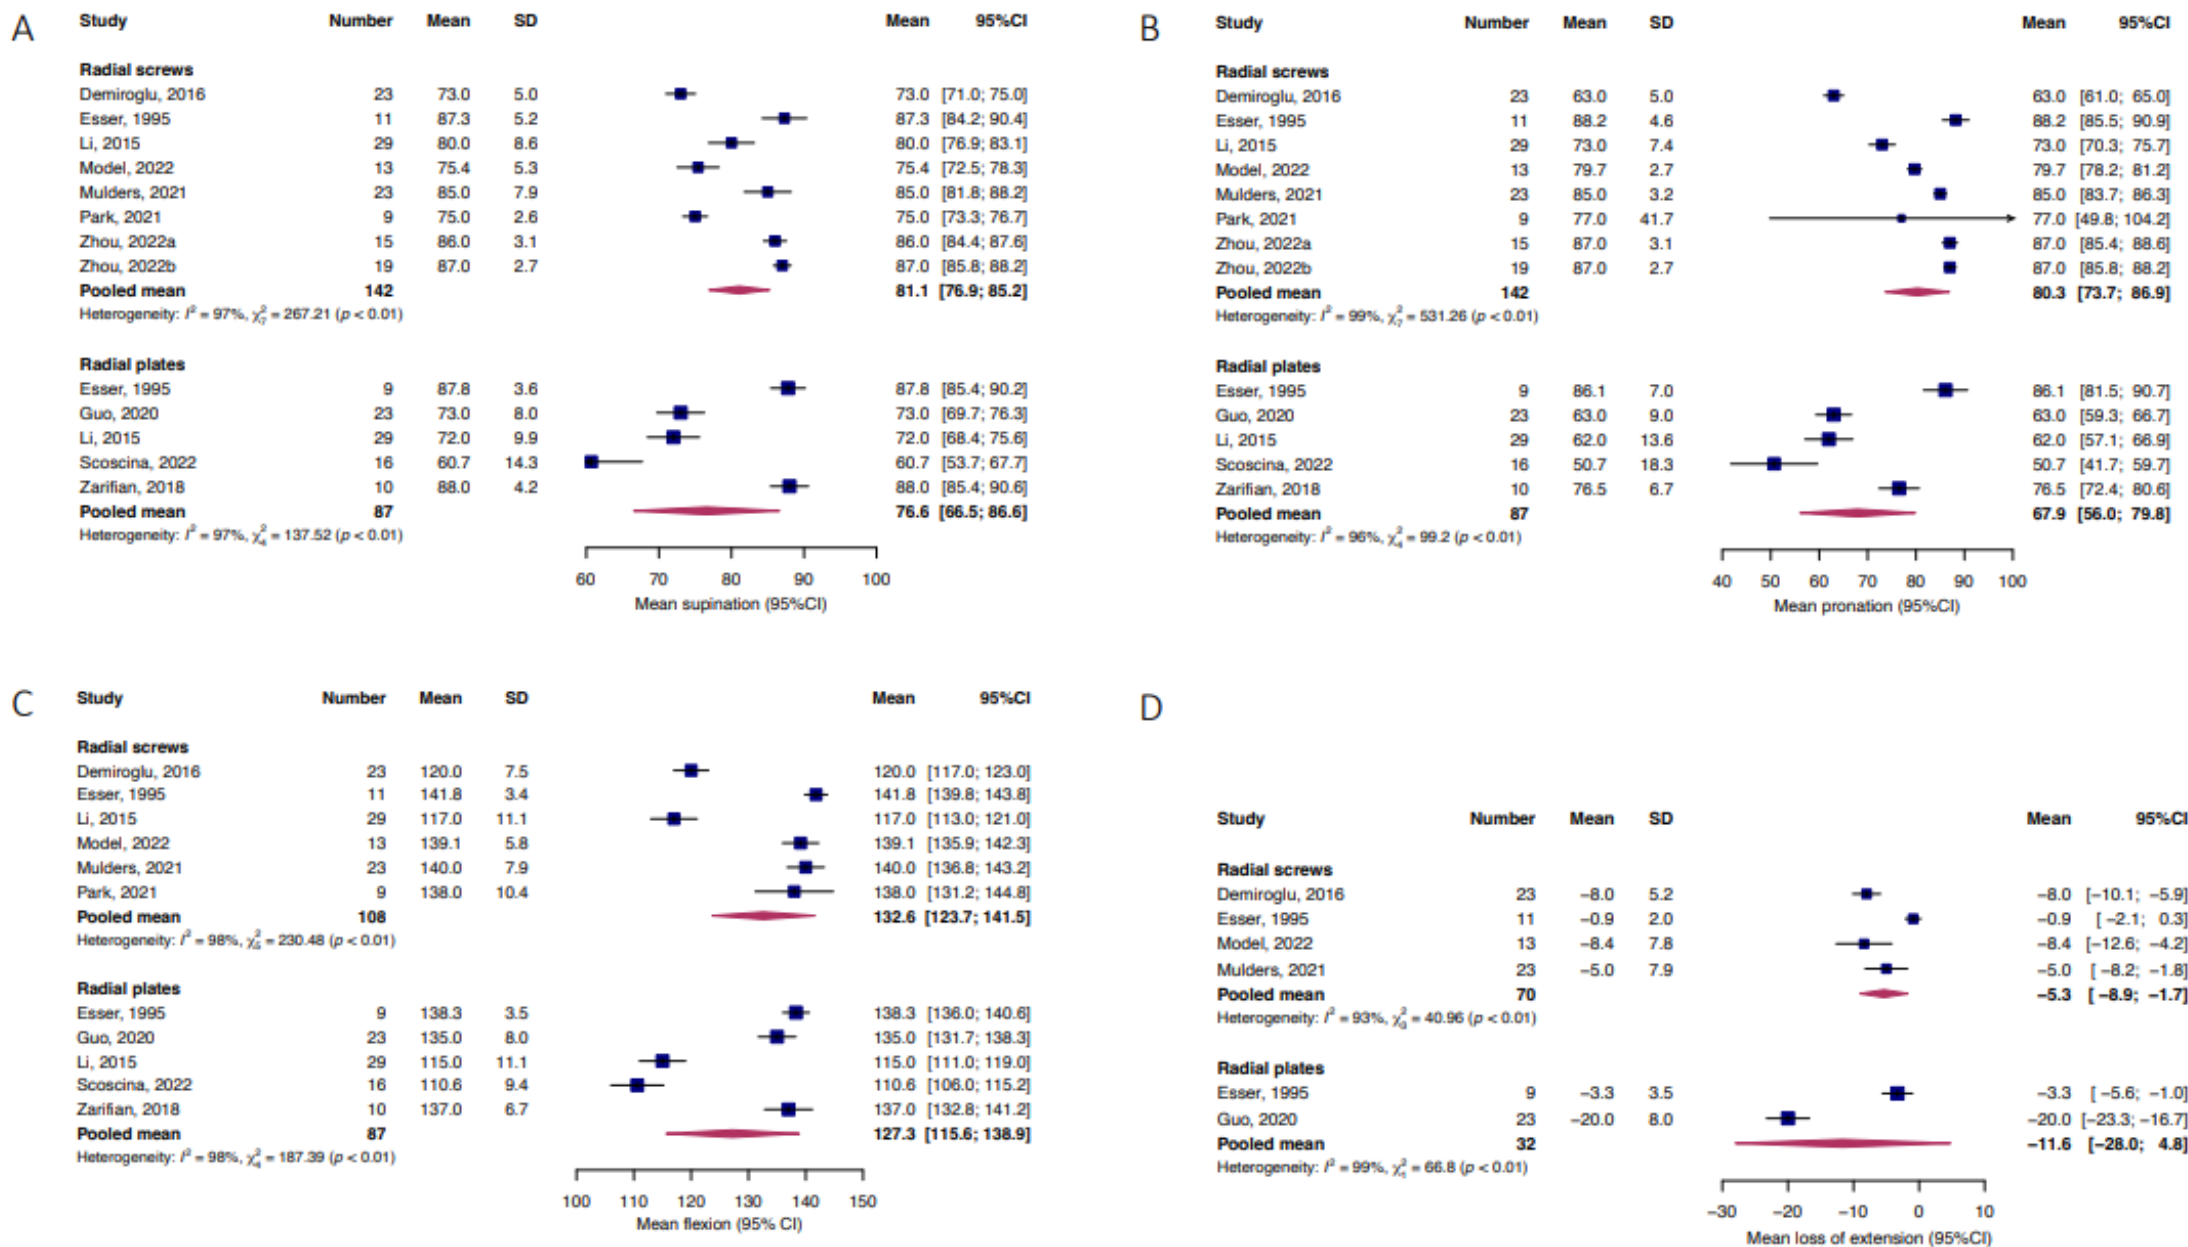 A
Study Number Mean SD Mean 95%CI
Radial screws
Demiroglu, 2016 23 73.0 5.0 73.0 [71.0; 75.0]
Esser, 1995 11 87.3 5.2 87.3 [84.2; 90.4]
Li, 2015 29 80.0 8.6 80.0 [76.9; 83.1]
Model, 2022 13 75.4 5.3 75.4 [72.5; 78.3]
Mulders, 2021 23 85.0 7.9 85.0 [81.8; 88.2]
Park, 2021 9 75.0 2.6 75.0 [73.3; 76.7]
Zhou, 2022a 15 86.0 3.1 86.0 [84.4; 87.6]
Zhou, 2022b 19 87.0 2.7 87.0 [85.8; 88.2]
Pooled mean 142 81.1 [76.9; 85.2]
Heterogeneity: I² = 97%, χ²₇ = 267.21 (p < 0.01)
Radial plates
Esser, 1995 9 87.8 3.6 87.8 [85.4; 90.2]
Guo, 2020 23 73.0 8.0 73.0 [69.7; 76.3]
Li, 2015 29 72.0 9.9 72.0 [68.4; 75.6]
Scoscina, 2022 16 60.7 14.3 60.7 [53.7; 67.7]
Zarifian, 2018 10 88.0 4.2 88.0 [85.4; 90.6]
Pooled mean 87 76.6 [66.5; 86.6]
Heterogeneity: I² = 97%, χ²₄ = 137.52 (p < 0.01)
60 70 80 90 100
Mean supination (95%CI)
B
Study Number Mean SD Mean 95%CI
Radial screws
Demiroglu, 2016 23 63.0 5.0 63.0 [61.0; 65.0]
Esser, 1995 11 88.2 4.6 88.2 [85.5; 90.9]
Li, 2015 29 73.0 7.4 73.0 [70.3; 75.7]
Model, 2022 13 79.7 2.7 79.7 [78.2; 81.2]
Mulders, 2021 23 85.0 3.2 85.0 [83.7; 86.3]
Park, 2021 9 77.0 41.7 77.0 [49.8; 104.2]
Zhou, 2022a 15 87.0 3.1 87.0 [85.4; 88.6]
Zhou, 2022b 19 87.0 2.7 87.0 [85.8; 88.2]
Pooled mean 142 80.3 [73.7; 86.9]
Heterogeneity: I² = 99%, χ²₇ = 531.26 (p < 0.01)
Radial plates
Esser, 1995 9 86.1 7.0 86.1 [81.5; 90.7]
Guo, 2020 23 63.0 9.0 63.0 [59.3; 66.7]
Li, 2015 29 62.0 13.6 62.0 [57.1; 66.9]
Scoscina, 2022 16 50.7 18.3 50.7 [41.7; 59.7]
Zarifian, 2018 10 76.5 6.7 76.5 [72.4; 80.6]
Pooled mean 87 67.9 [56.0; 79.8]
Heterogeneity: I² = 96%, χ²₄ = 99.2 (p < 0.01)
40 50 60 70 80 90 100
Mean pronation (95%CI)
C
Study Number Mean SD Mean 95%CI
Radial screws
Demiroglu, 2016 23 120.0 7.5 120.0 [117.0; 123.0]
Esser, 1995 11 141.8 3.4 141.8 [139.8; 143.8]
Li, 2015 29 117.0 11.1 117.0 [113.0; 121.0]
Model, 2022 13 139.1 5.8 139.1 [135.9; 142.3]
Mulders, 2021 23 140.0 7.9 140.0 [136.8; 143.2]
Park, 2021 9 138.0 10.4 138.0 [131.2; 144.8]
Pooled mean 108 132.6 [123.7; 141.5]
Heterogeneity: I² = 98%, χ²₅ = 230.48 (p < 0.01)
Radial plates
Esser, 1995 9 138.3 3.5 138.3 [136.0; 140.6]
Guo, 2020 23 135.0 8.0 135.0 [131.7; 138.3]
Li, 2015 29 115.0 11.1 115.0 [111.0; 119.0]
Scoscina, 2022 16 110.6 9.4 110.6 [106.0; 115.2]
Zarifian, 2018 10 137.0 6.7 137.0 [132.8; 141.2]
Pooled mean 87 127.3 [115.6; 138.9]
Heterogeneity: I² = 98%, χ²₄ = 187.39 (p < 0.01)
100 110 120 130 140 150
Mean flexion (95% CI)
D
Study Number Mean SD Mean 95%CI
Radial screws
Demiroglu, 2016 23 −8.0 5.2 −8.0 [−10.1; −5.9]
Esser, 1995 11 −0.9 2.0 −0.9 [ −2.1; 0.3]
Model, 2022 13 −8.4 7.8 −8.4 [−12.6; −4.2]
Mulders, 2021 23 −5.0 7.9 −5.0 [ −8.2; −1.8]
Pooled mean 70 −5.3 [ −8.9; −1.7]
Heterogeneity: I² = 93%, χ²₃ = 40.96 (p < 0.01)
Radial plates
Esser, 1995 9 −3.3 3.5 −3.3 [ −5.6; −1.0]
Guo, 2020 23 −20.0 8.0 −20.0 [−23.3; −16.7]
Pooled mean 32 −11.6 [−28.0; 4.8]
Heterogeneity: I² = 99%, χ²₁ = 66.8 (p < 0.01)
−30 −20 −10 0 10
Mean loss of extension (95%CI)